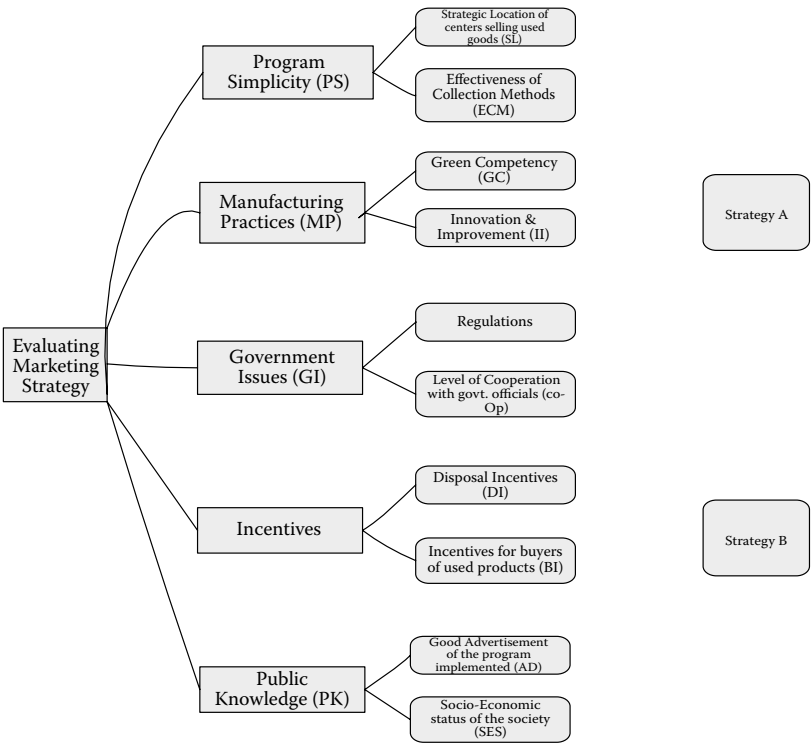 Strategic Location of
centers selling used
goods (SL)
Program
Simplicity (PS)
Effectiveness of
Collection Methods
(ECM)
Green Competency
(GC)
Manufacturing
Practices (MP)
Strategy A
Innovation &
Improvement (II)
Regulations
Evaluating
Marketing
Strategy
Government
Issues (GI)
Level of Cooperation
with govt. officials (co-
Op)
Disposal Incentives
(DI)
Incentives
Strategy B
Incentives for buyers
of used products (BI)
Good Advertisement
of the program
implemented (AD)
Public
Knowledge (PK)
Socio-Economic
status of the society
(SES)